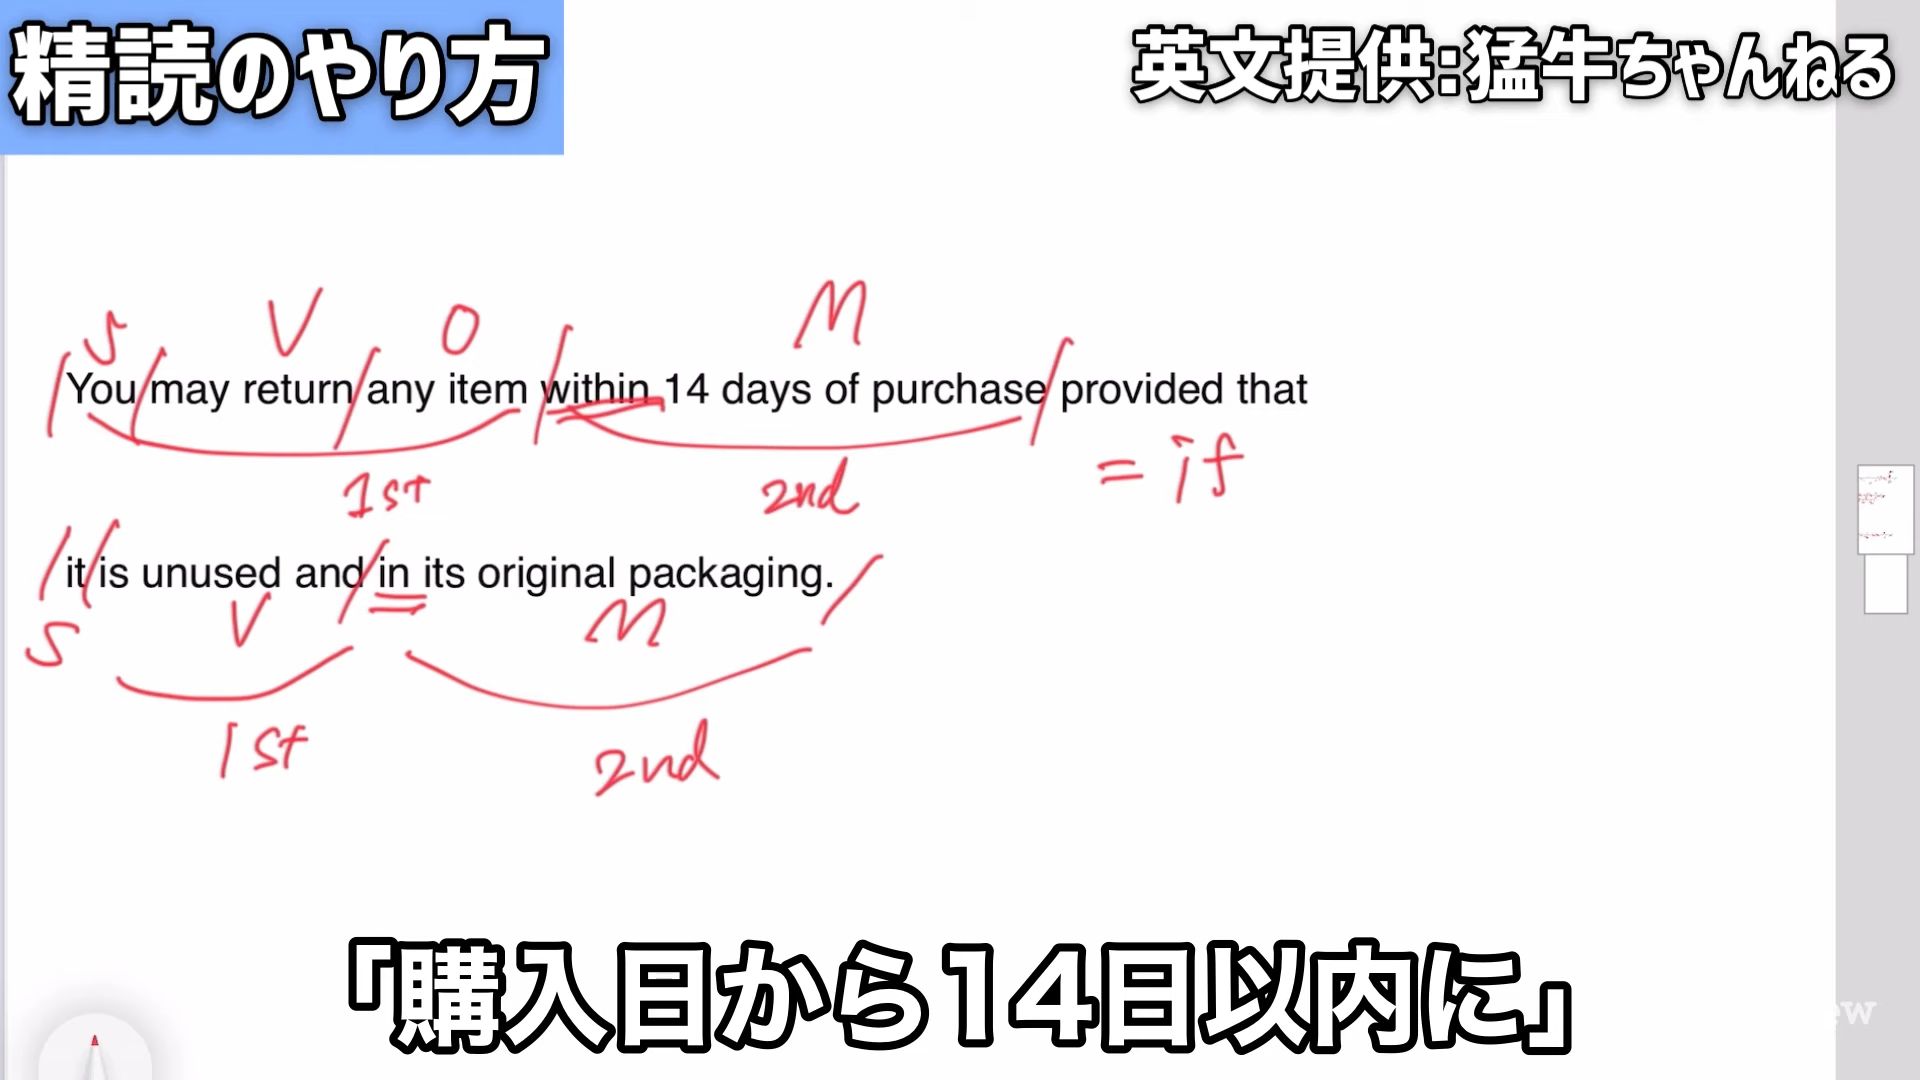 精読のやり方
英文提供:猛牛ちゃんねる
S V O M
You may return any item within 14 days of purchase provided that
1st 2nd = if
it is unused and in its original packaging.
S V M
1st 2nd
「購入日から14日以内に」